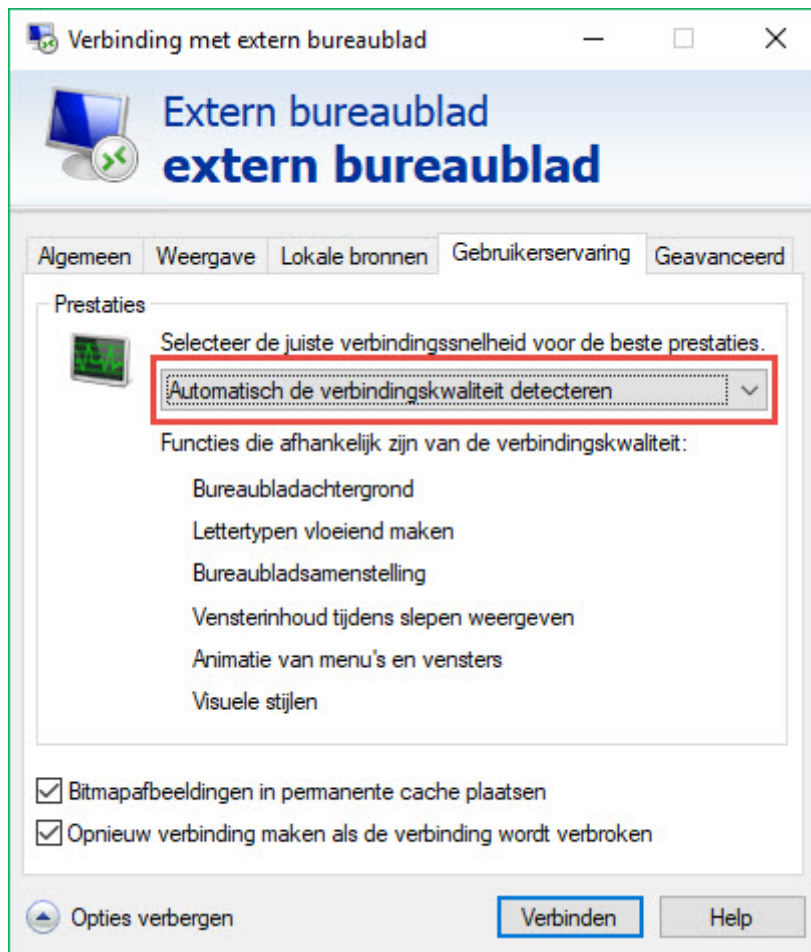 Verbinding met extern bureaublad
Extern bureaublad
extern bureaublad
Algemeen Weergave Lokale bronnen Gebruikerservaring Geavanceerd
Prestaties
Selecteer de juiste verbindingssnelheid voor de beste prestaties.
Automatisch de verbindingskwaliteit detecteren
Functies die afhankelijk zijn van de verbindingskwaliteit:
Bureaubladachtergrond
Lettertypen vloeiend maken
Bureaubladsamenstelling
Vensterinhoud tijdens slepen weergeven
Animatie van menu's en vensters
Visuele stijlen
Bitmapafbeeldingen in permanente cache plaatsen
Opnieuw verbinding maken als de verbinding wordt verbroken
Opties verbergen Verbinden Help